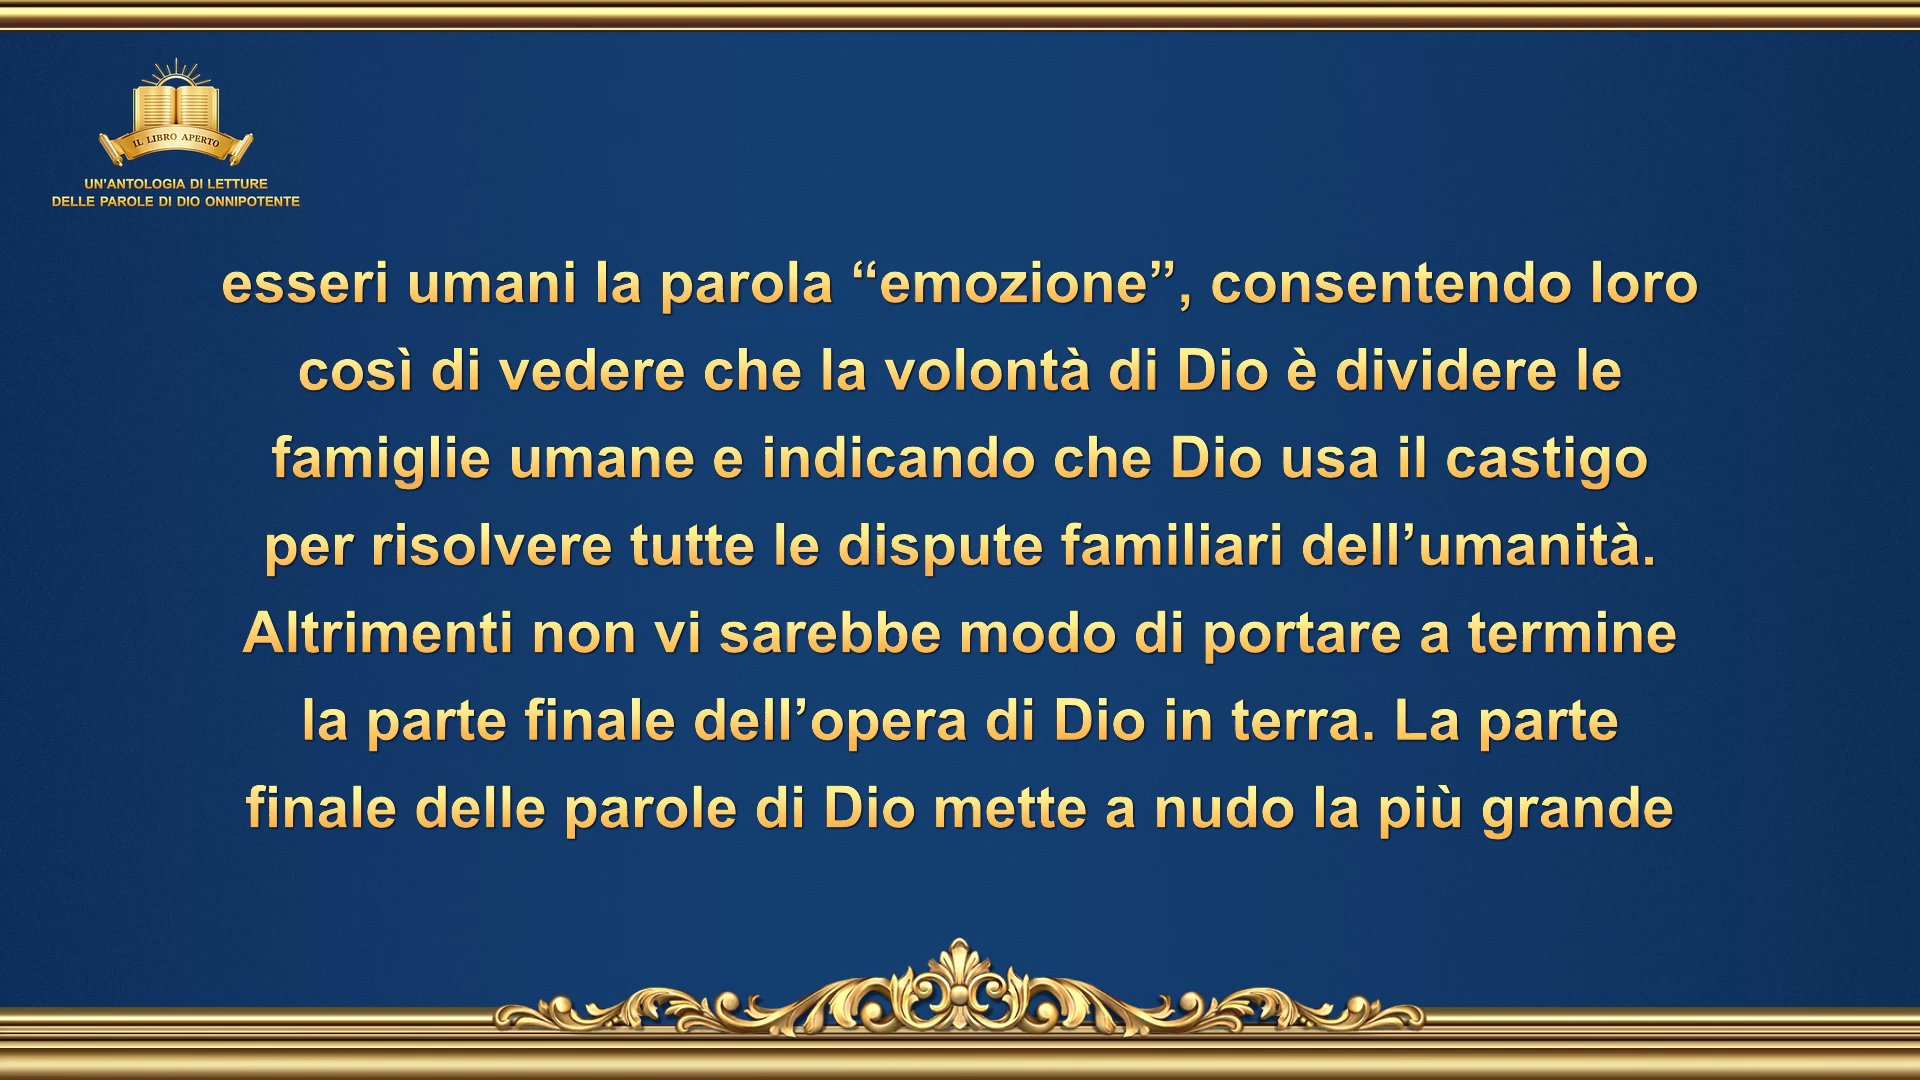 IL LIBRO APERTO
UN’ANTOLOGIA DI LETTURE
DELLE PAROLE DI DIO ONNIPOTENTE
esseri umani la parola “emozione”, consentendo loro
così di vedere che la volontà di Dio è dividere le
famiglie umane e indicando che Dio usa il castigo
per risolvere tutte le dispute familiari dell’umanità.
Altrimenti non vi sarebbe modo di portare a termine
la parte finale dell’opera di Dio in terra. La parte
finale delle parole di Dio mette a nudo la più grande